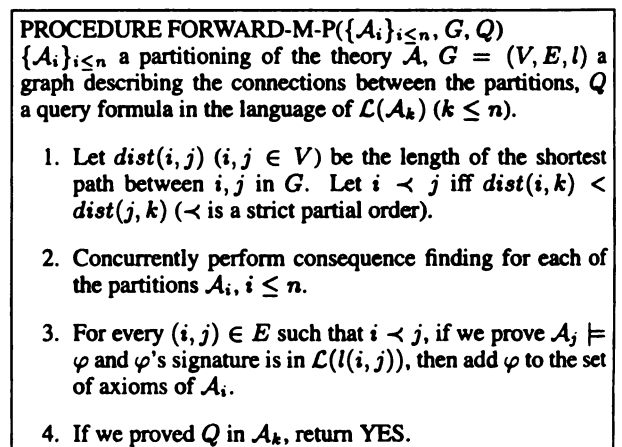 PROCEDURE FORWARD-M-P({𝒜ᵢ}ᵢ≤ₙ, G, Q)
{𝒜ᵢ}ᵢ≤ₙ a partitioning of the theory 𝒜, G = (V, E, l) a
graph describing the connections between the partitions, Q
a query formula in the language of ℒ(𝒜ₖ) (k ≤ n).
1. Let dist(i, j) (i, j ∈ V) be the length of the shortest
path between i, j in G. Let i ≺ j iff dist(i, k) <
dist(j, k) (≺ is a strict partial order).
2. Concurrently perform consequence finding for each of
the partitions 𝒜ᵢ, i ≤ n.
3. For every (i, j) ∈ E such that i ≺ j, if we prove 𝒜ⱼ ⊨
φ and φ's signature is in ℒ(l(i, j)), then add φ to the set
of axioms of 𝒜ᵢ.
4. If we proved Q in 𝒜ₖ, return YES.